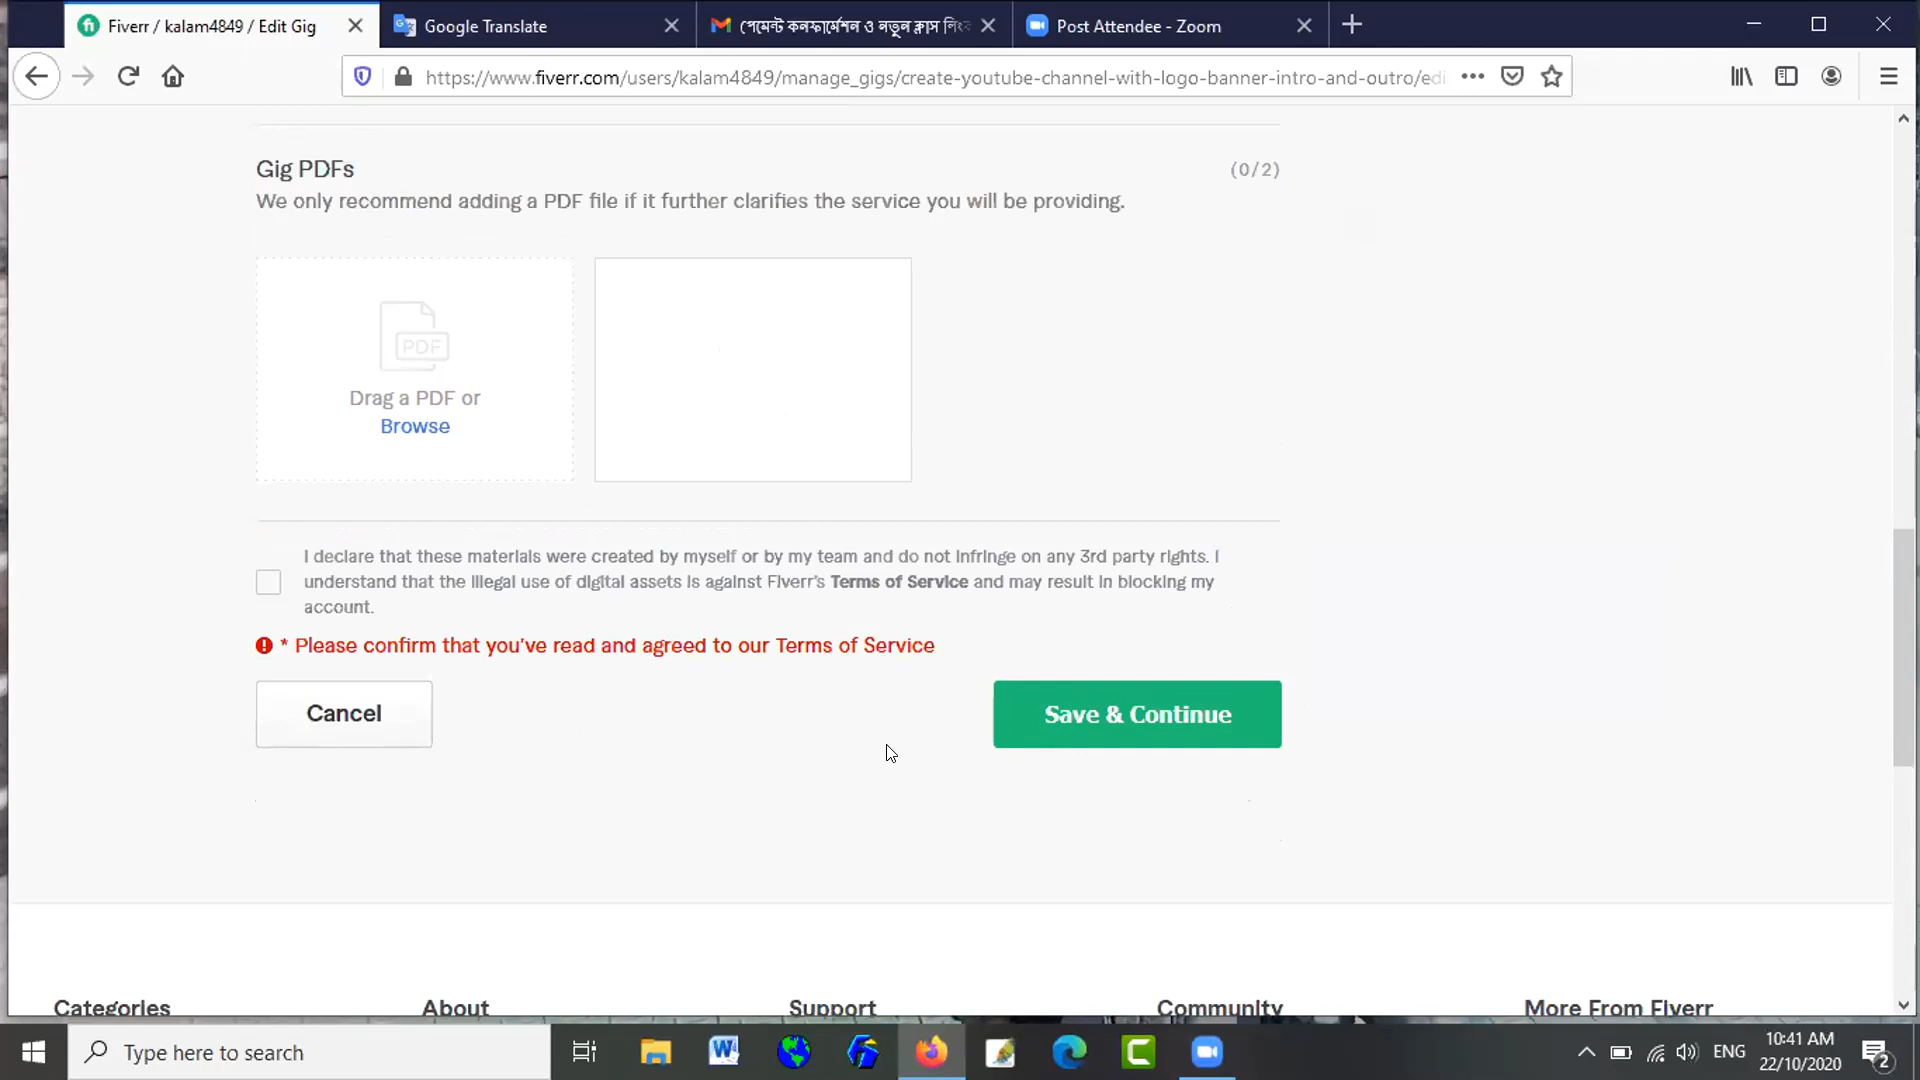 Fiverr / kalam4849 / Edit Gig
Google Translate
পেমেন্ট কনফার্মেশন ও নতুন ক্লাস লিংক
Post Attendee - Zoom
https://www.fiverr.com/users/kalam4849/manage_gigs/create-youtube-channel-with-logo-banner-intro-and-outro/edi
Gig PDFs
(0/2)
We only recommend adding a PDF file if it further clarifies the service you will be providing.
PDF
Drag a PDF or
Browse
I declare that these materials were created by myself or by my team and do not infringe on any 3rd party rights. I
understand that the illegal use of digital assets is against Fiverr's Terms of Service and may result in blocking my
account.
* Please confirm that you've read and agreed to our Terms of Service
Cancel
Save & Continue
Categories
About
Support
Community
More From Fiverr
Type here to search
ENG
10:41 AM
22/10/2020
2